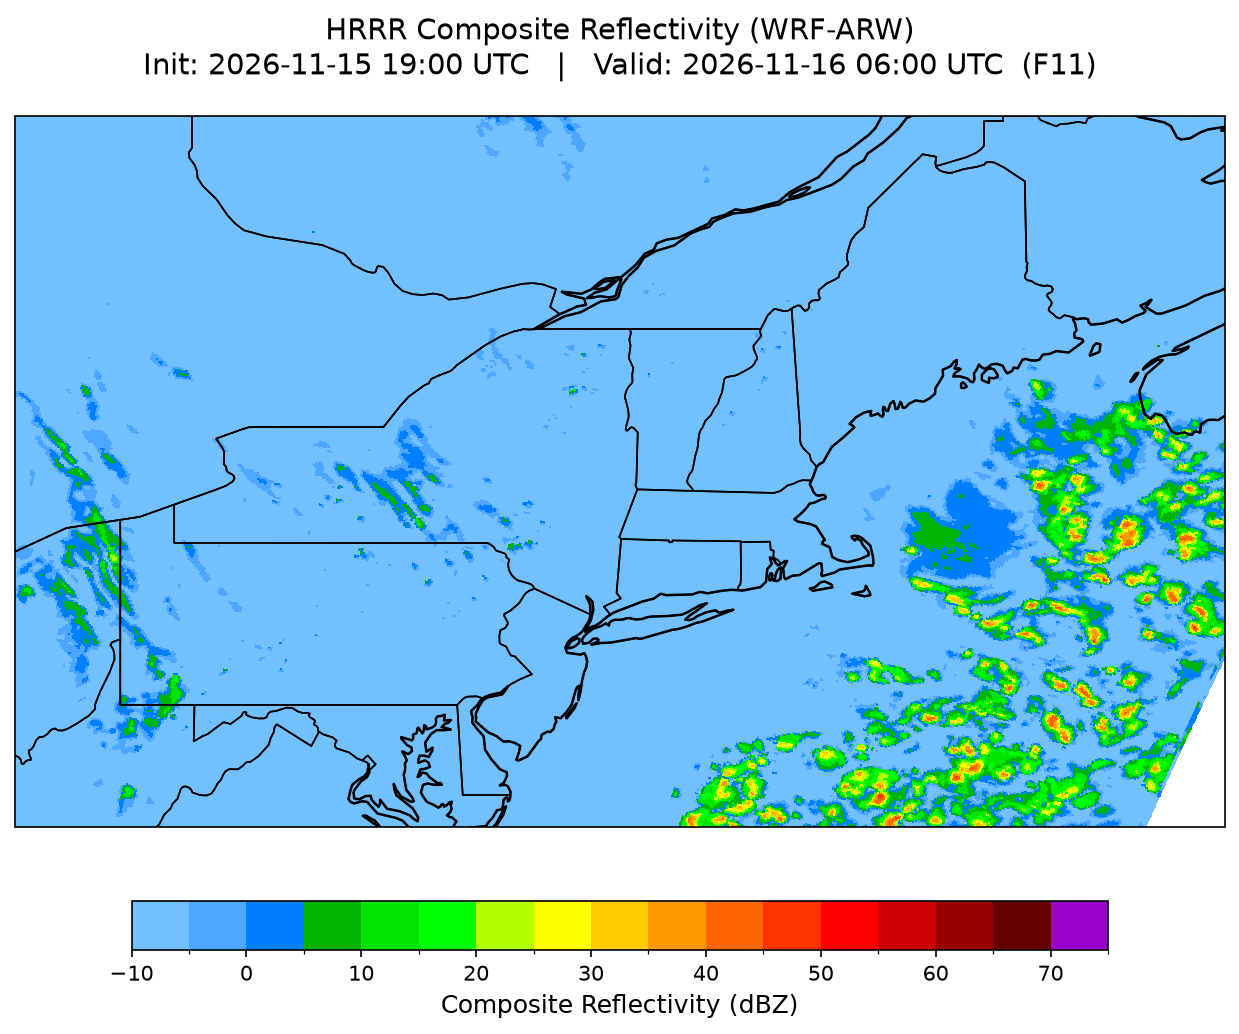 HRRR Composite Reflectivity (WRF-ARW)
Init: 2026-11-15 19:00 UTC | Valid: 2026-11-16 06:00 UTC (F11)
−10 0 10 20 30 40 50 60 70
Composite Reflectivity (dBZ)